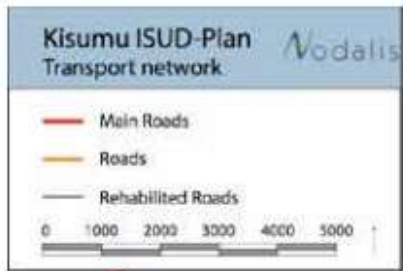 Kisumu ISUD-Plan
Nodalis
Transport network
Main Roads
Roads
Rehabilited Roads
0 1000 2000 3000 4000 5000